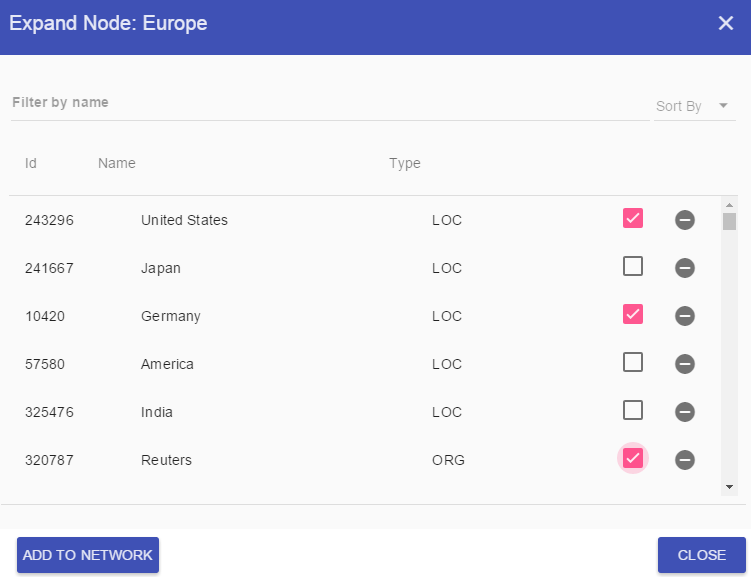 Expand Node: Europe
Filter by name
Sort By
Id Name Type
243296 United States LOC
241667 Japan LOC
10420 Germany LOC
57580 America LOC
325476 India LOC
320787 Reuters ORG
ADD TO NETWORK CLOSE